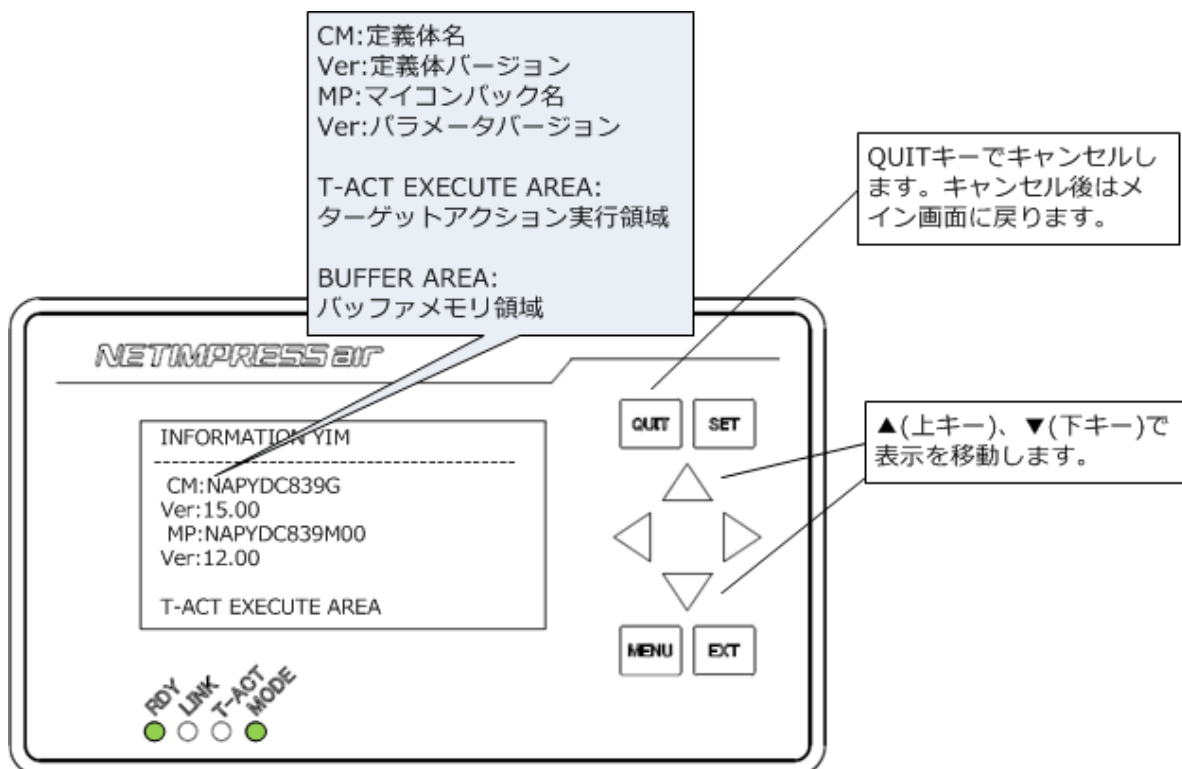 CM:定義体名
Ver:定義体バージョン
MP:マイコンパック名
Ver:パラメータバージョン
T-ACT EXECUTE AREA:
ターゲットアクション実行領域
BUFFER AREA:
バッファメモリ領域
QUITキーでキャンセルし
ます。キャンセル後はメ
イン画面に戻ります。
NETIMPRESS air
INFORMATION YIM
--------------------------------------------------
CM:NAPYDC839G
Ver:15.00
MP:NAPYDC839M00
Ver:12.00
T-ACT EXECUTE AREA
QUIT
SET
▲(上キー)、▼(下キー)で
表示を移動します。
MENU
EXT
RDY
LINK
T-ACT
MODE